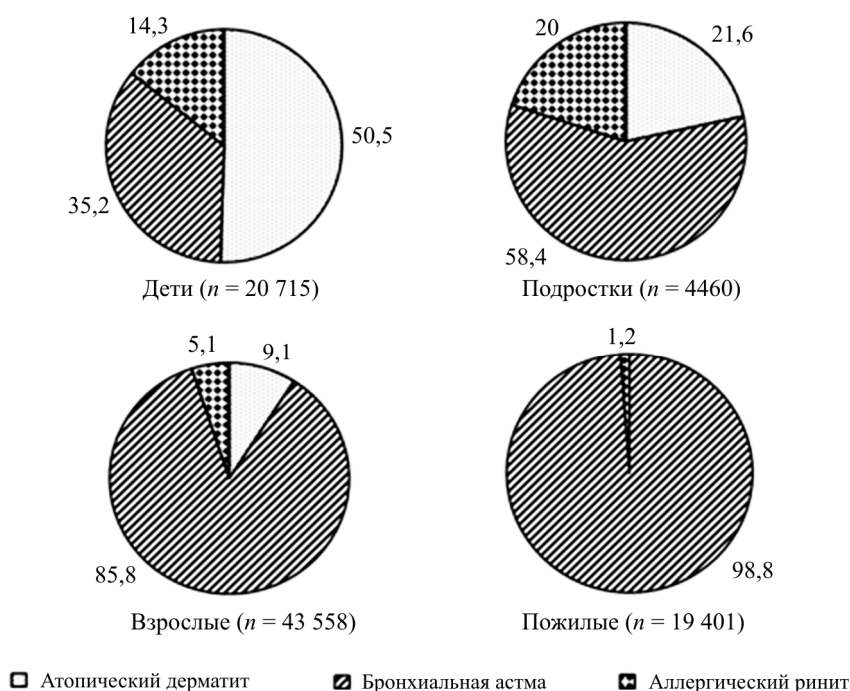 14,3
50,5
35,2
Дети (n = 20 715)
20
21,6
58,4
Подростки (n = 4460)
5,1
9,1
85,8
Взрослые (n = 43 558)
1,2
98,8
Пожилые (n = 19 401)
Атопический дерматит
Бронхиальная астма
Аллергический ринит